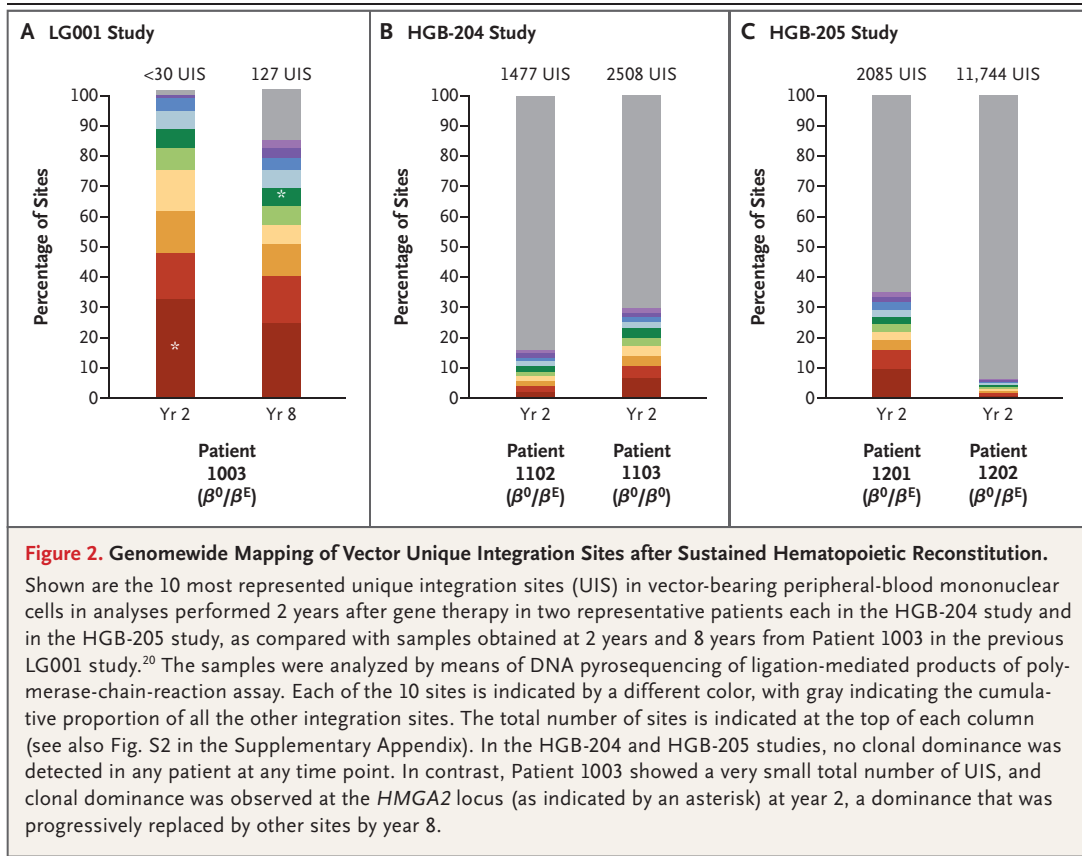 A LG001 Study
<30 UIS 127 UIS
Percentage of Sites
100
90
80
70
60
50
40
30
20
10
0
*
*
Yr 2 Yr 8
Patient
1003
(β⁰/βᴱ)
B HGB-204 Study
1477 UIS 2508 UIS
Percentage of Sites
100
90
80
70
60
50
40
30
20
10
0
Yr 2 Yr 2
Patient Patient
1102 1103
(β⁰/βᴱ) (β⁰/β⁰)
C HGB-205 Study
2085 UIS 11,744 UIS
Percentage of Sites
100
90
80
70
60
50
40
30
20
10
0
Yr 2 Yr 2
Patient Patient
1201 1202
(β⁰/βᴱ) (β⁰/βᴱ)
Figure 2. Genomewide Mapping of Vector Unique Integration Sites after Sustained Hematopoietic Reconstitution.
Shown are the 10 most represented unique integration sites (UIS) in vector-bearing peripheral-blood mononuclear
cells in analyses performed 2 years after gene therapy in two representative patients each in the HGB-204 study and
in the HGB-205 study, as compared with samples obtained at 2 years and 8 years from Patient 1003 in the previous
LG001 study.²⁰ The samples were analyzed by means of DNA pyrosequencing of ligation-mediated products of poly-
merase-chain-reaction assay. Each of the 10 sites is indicated by a different color, with gray indicating the cumula-
tive proportion of all the other integration sites. The total number of sites is indicated at the top of each column
(see also Fig. S2 in the Supplementary Appendix). In the HGB-204 and HGB-205 studies, no clonal dominance was
detected in any patient at any time point. In contrast, Patient 1003 showed a very small total number of UIS, and
clonal dominance was observed at the HMGA2 locus (as indicated by an asterisk) at year 2, a dominance that was
progressively replaced by other sites by year 8.